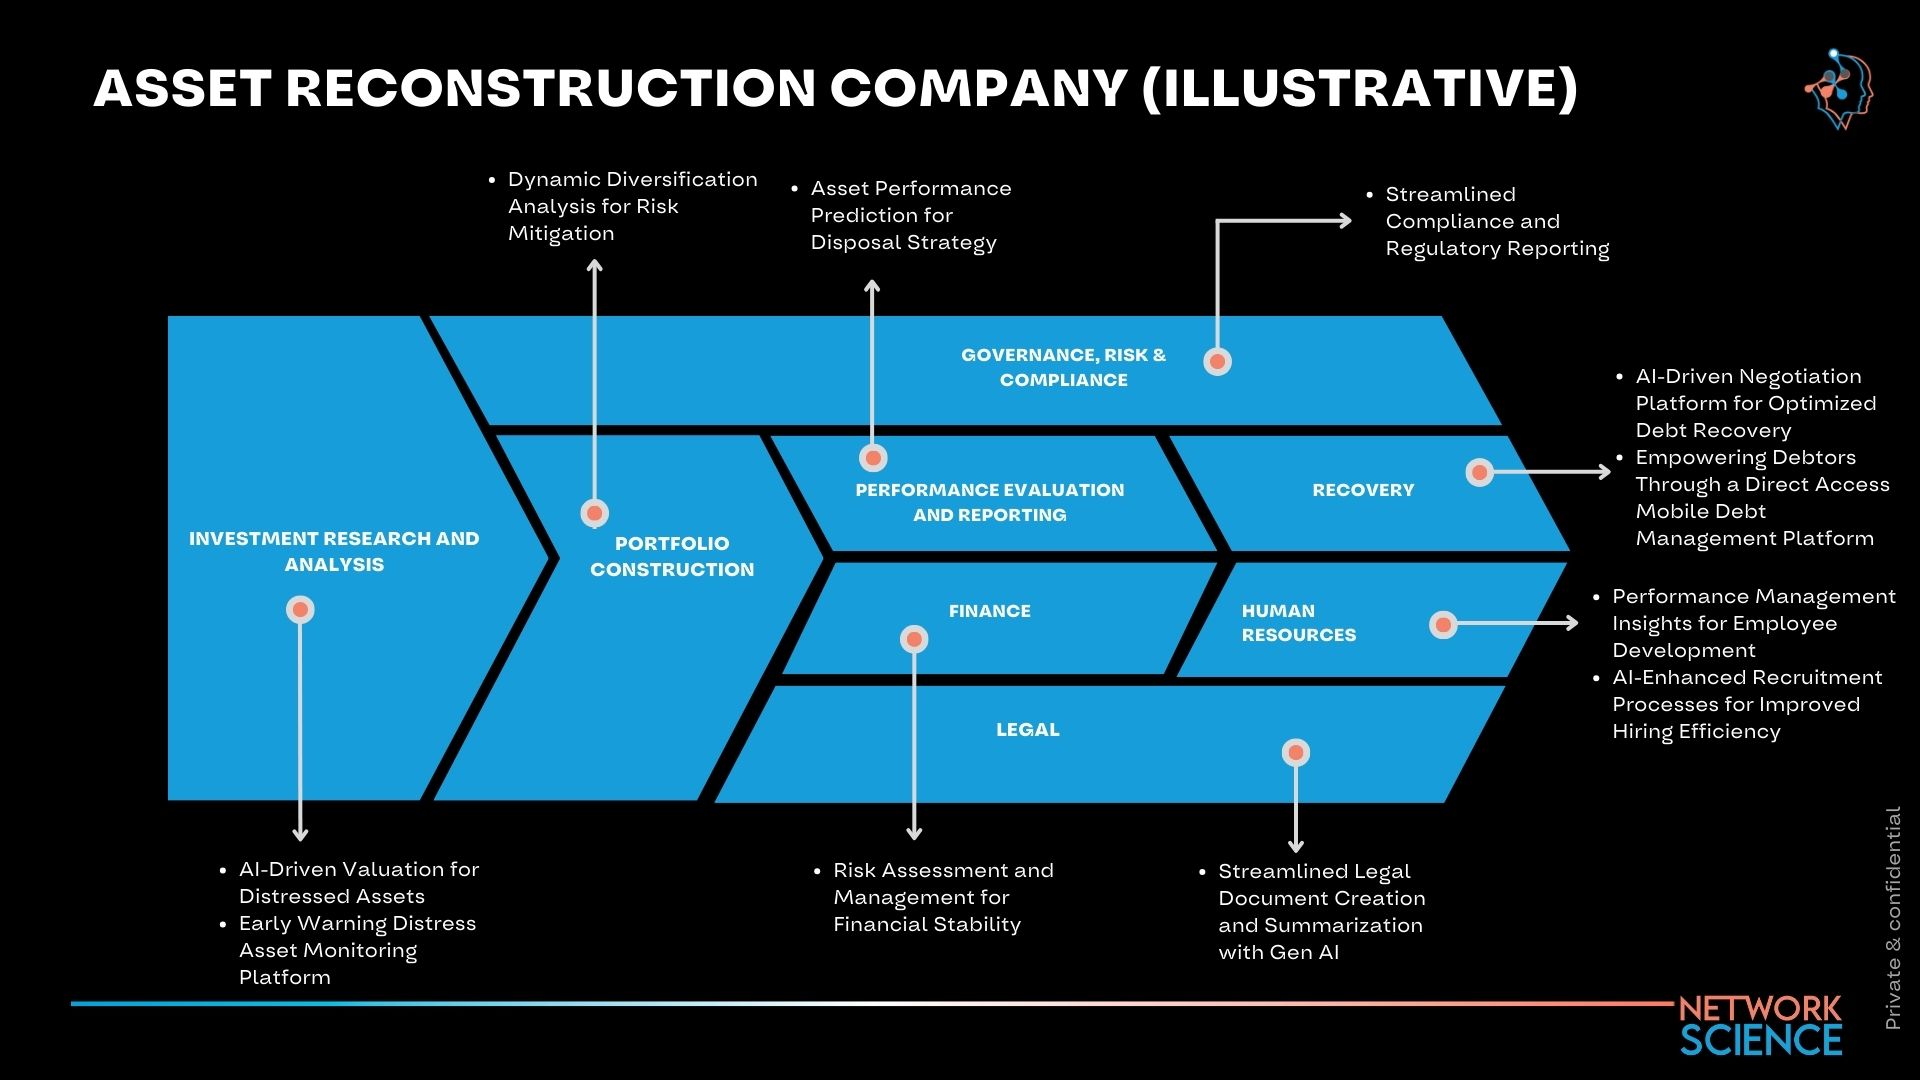 ASSET RECONSTRUCTION COMPANY (ILLUSTRATIVE)
• Dynamic Diversification
Analysis for Risk
Mitigation
• Asset Performance
Prediction for
Disposal Strategy
• Streamlined
Compliance and
Regulatory Reporting
GOVERNANCE, RISK &
COMPLIANCE
• AI-Driven Negotiation
Platform for Optimized
Debt Recovery
• Empowering Debtors
Through a Direct Access
Mobile Debt
Management Platform
INVESTMENT RESEARCH AND
ANALYSIS
PORTFOLIO
CONSTRUCTION
PERFORMANCE EVALUATION
AND REPORTING
RECOVERY
FINANCE
HUMAN
RESOURCES
• Performance Management
Insights for Employee
Development
• AI-Enhanced Recruitment
Processes for Improved
Hiring Efficiency
LEGAL
• AI-Driven Valuation for
Distressed Assets
• Early Warning Distress
Asset Monitoring
Platform
• Risk Assessment and
Management for
Financial Stability
• Streamlined Legal
Document Creation
and Summarization
with Gen AI
Private & confidential
NETWORK
SCIENCE